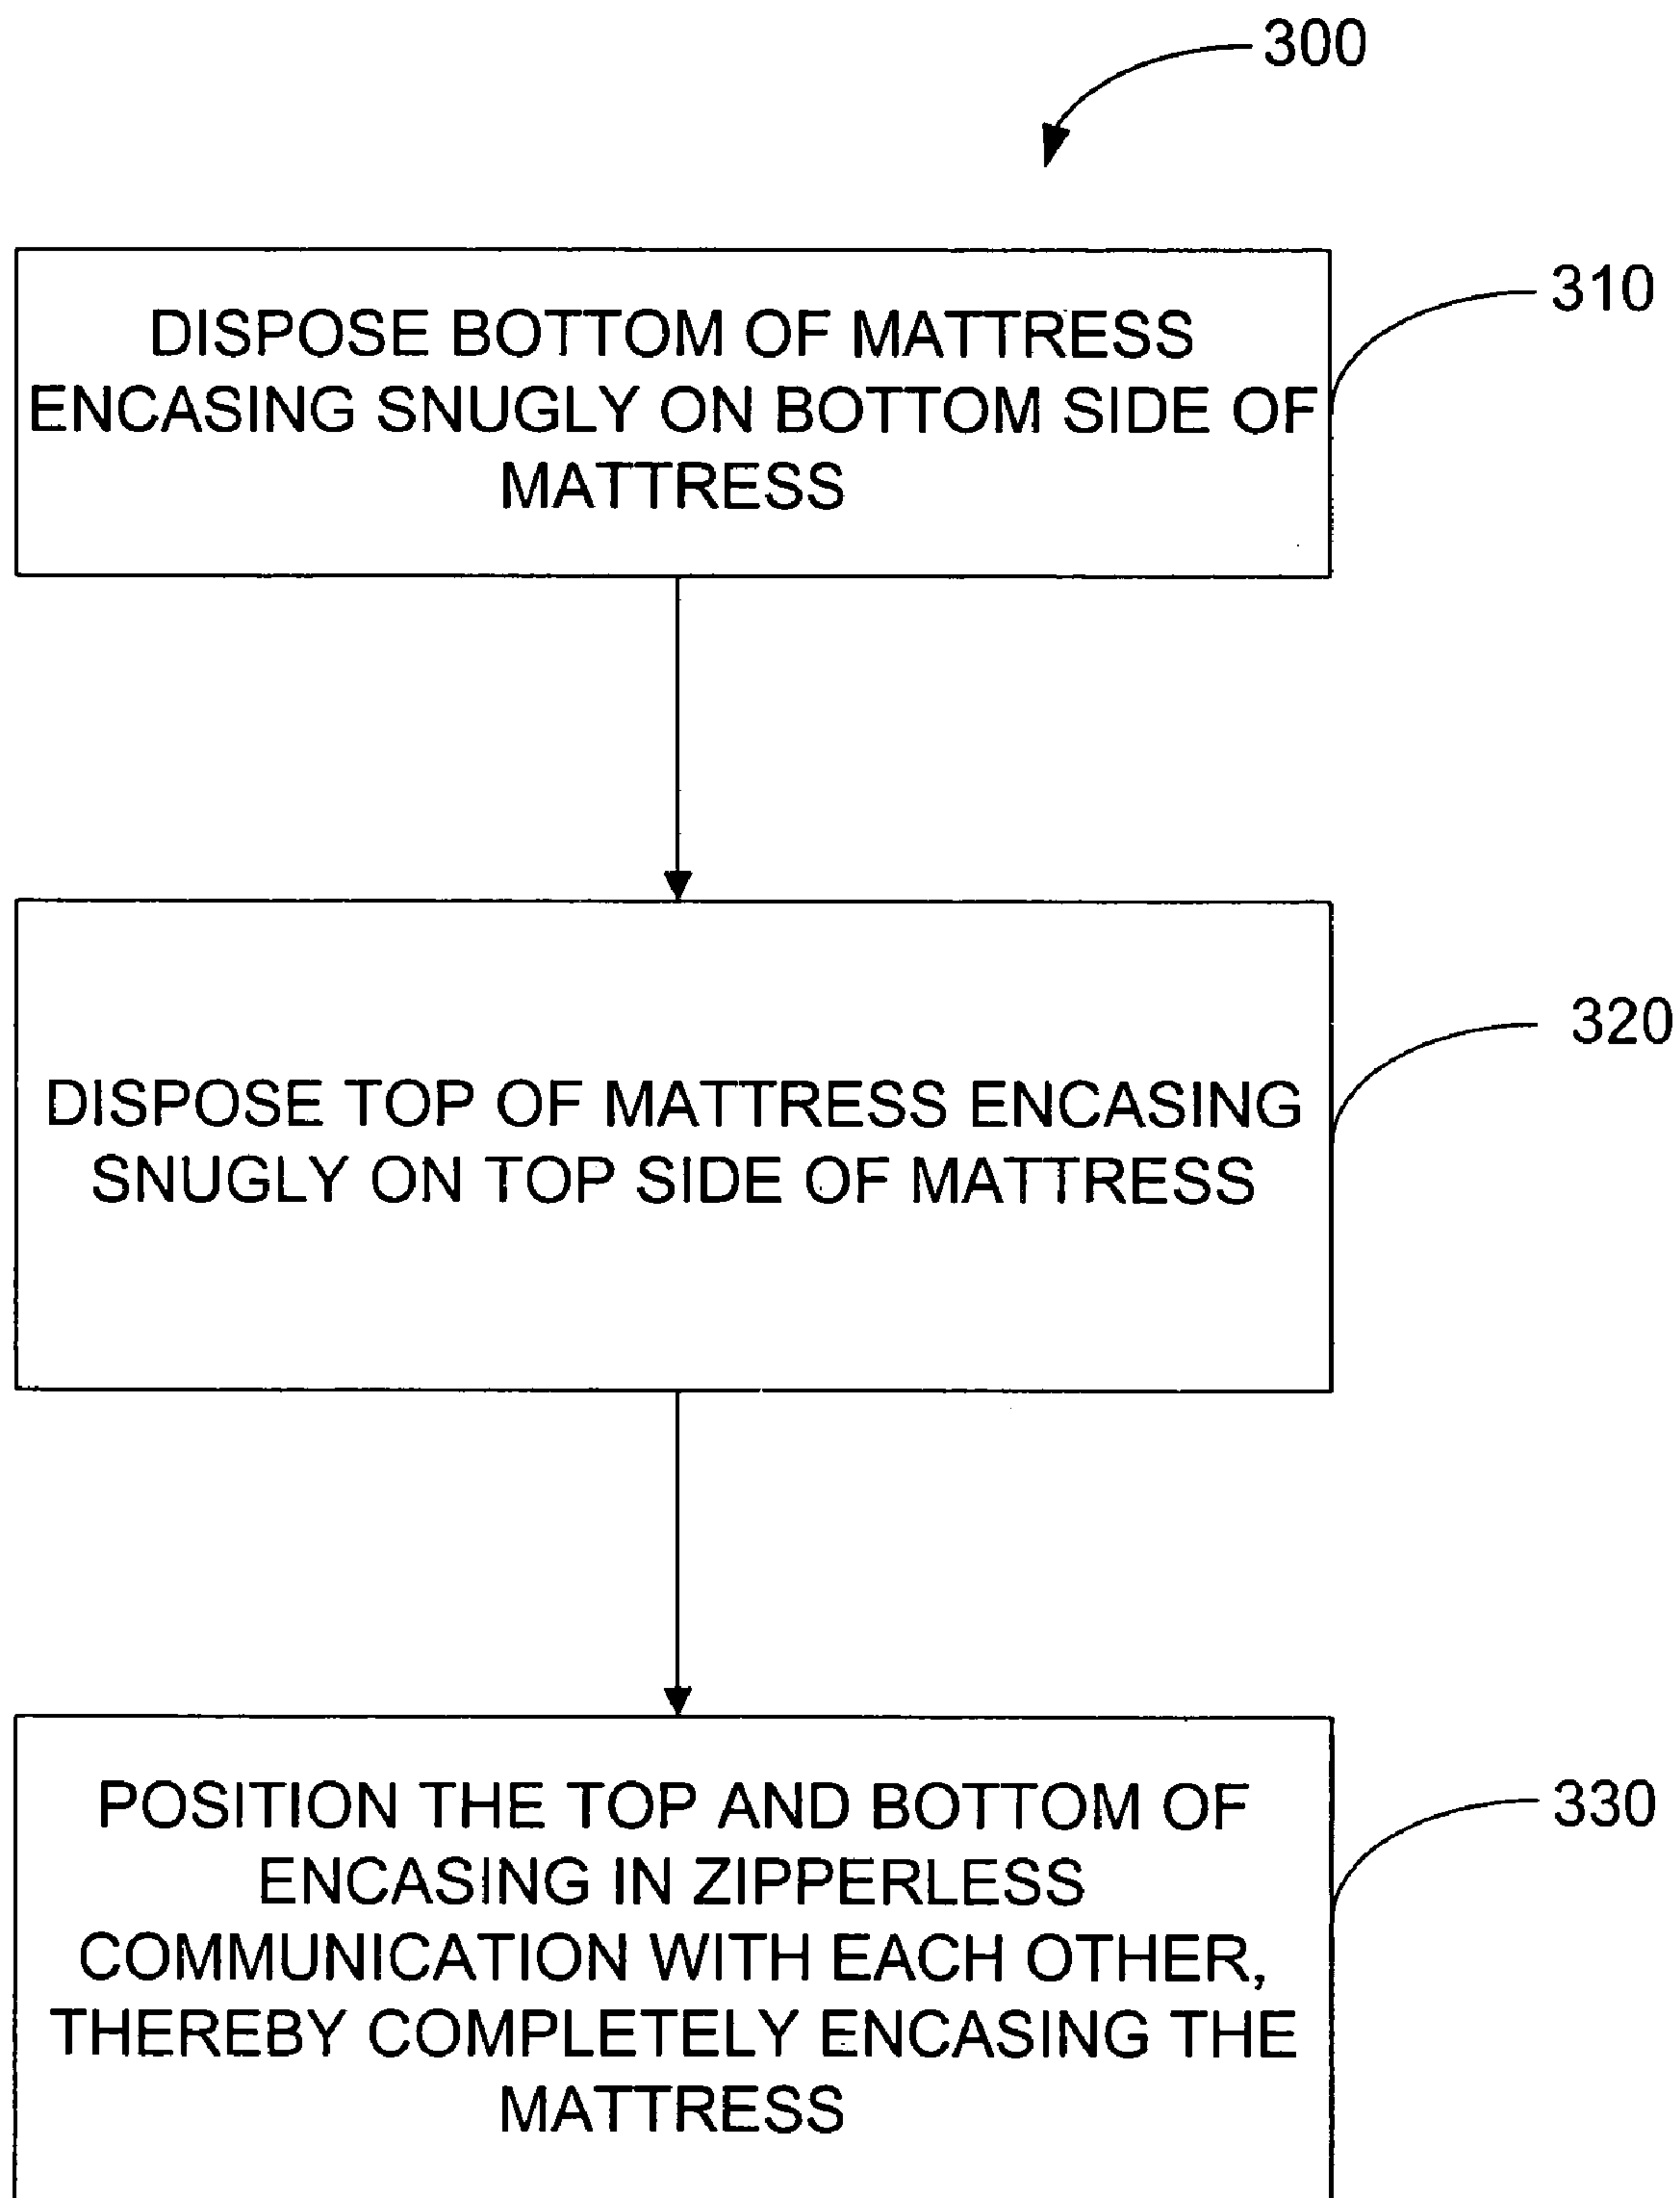 300
DISPOSE BOTTOM OF MATTRESS
ENCASING SNUGLY ON BOTTOM SIDE OF
MATTRESS
310
DISPOSE TOP OF MATTRESS ENCASING
SNUGLY ON TOP SIDE OF MATTRESS
320
POSITION THE TOP AND BOTTOM OF
ENCASING IN ZIPPERLESS
COMMUNICATION WITH EACH OTHER,
THEREBY COMPLETELY ENCASING THE
MATTRESS
330